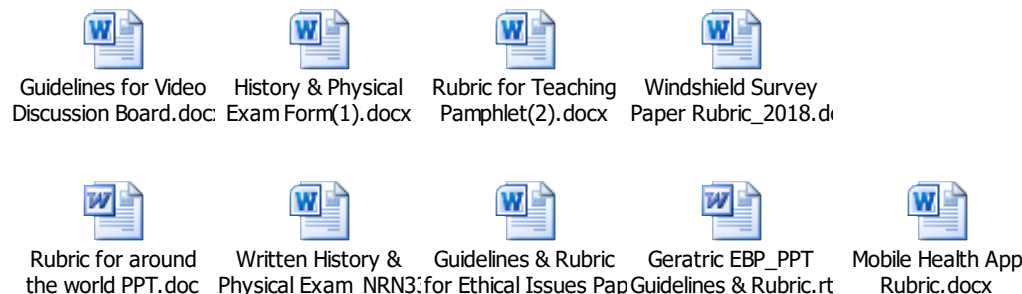 Guidelines for Video
Discussion Board.doc
History & Physical
Exam Form(1).docx
Rubric for Teaching
Pamphlet(2).docx
Windshield Survey
Paper Rubric_2018.d
Rubric for around
the world PPT.doc
Written History &
Physical Exam_NRN3
Guidelines & Rubric
for Ethical Issues Pap
Geratric EBP_PPT
Guidelines & Rubric.rt
Mobile Health App
Rubric.docx